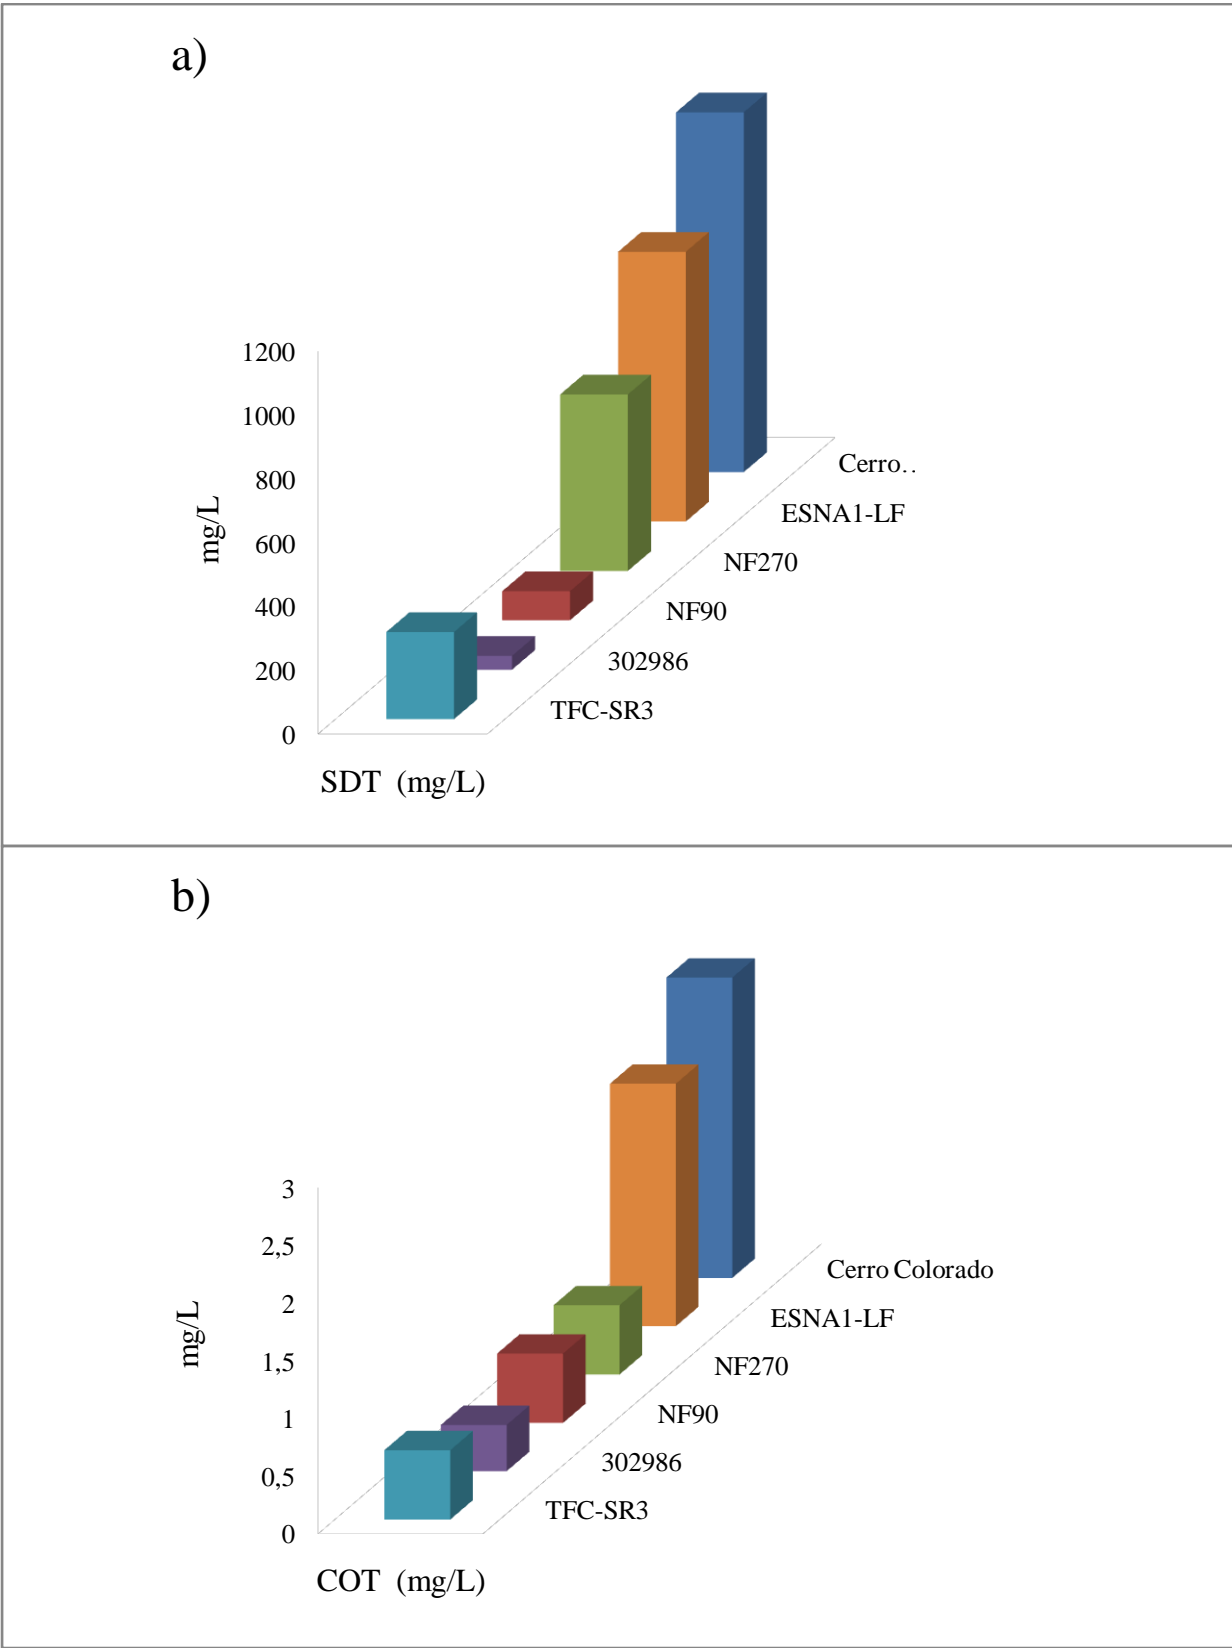 a)
1200
1000
800
600
400
200
0
mg/L
Cerro..
ESNA1-LF
NF270
NF90
302986
TFC-SR3
SDT (mg/L)
b)
3
2,5
2
1,5
1
0,5
0
mg/L
Cerro Colorado
ESNA1-LF
NF270
NF90
302986
TFC-SR3
COT (mg/L)